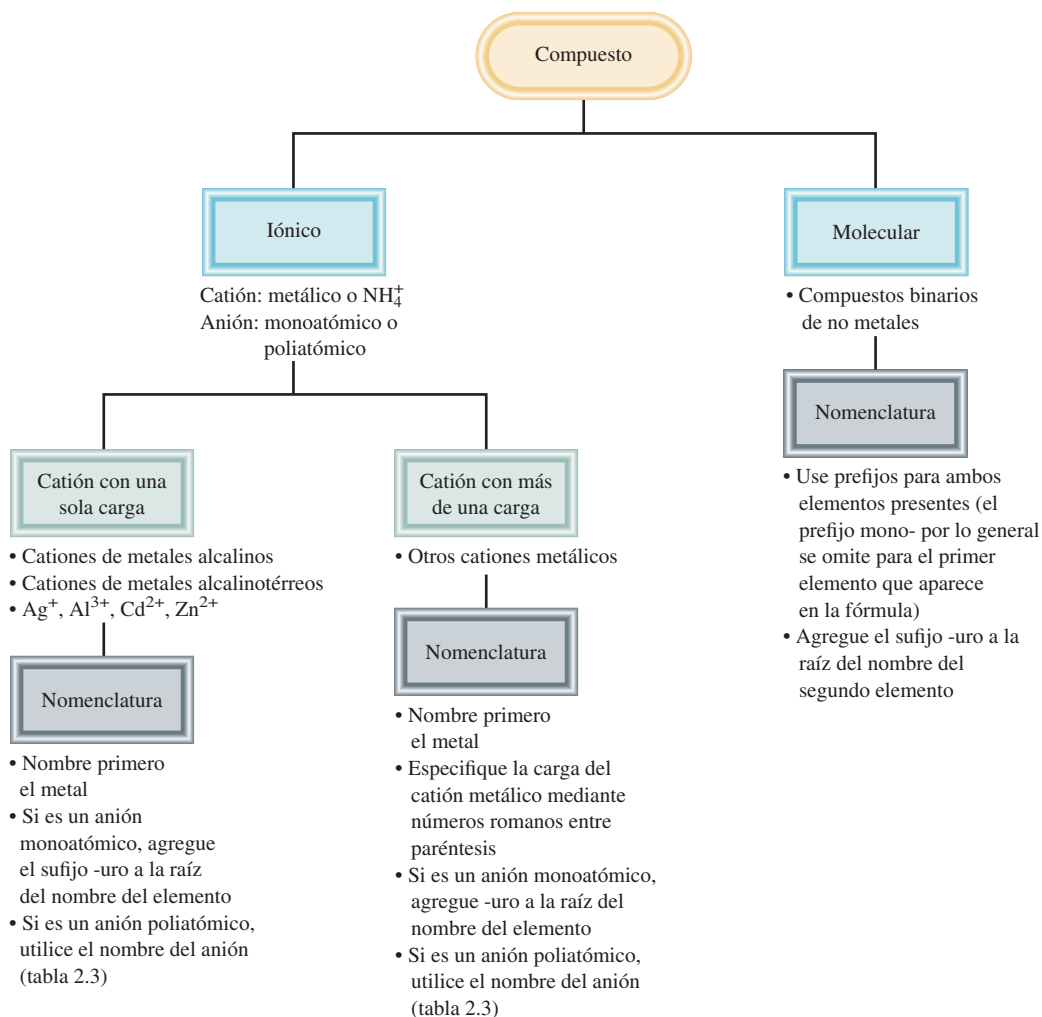 Compuesto
Iónico
Catión: metálico o NH₄⁺
Anión: monoatómico o
poliatómico
Catión con una
sola carga
• Cationes de metales alcalinos
• Cationes de metales alcalinotérreos
• Ag⁺, Al³⁺, Cd²⁺, Zn²⁺
Nomenclatura
• Nombre primero
el metal
• Si es un anión
monoatómico, agregue
el sufijo -uro a la raíz
del nombre del elemento
• Si es un anión poliatómico,
utilice el nombre del anión
(tabla 2.3)
Catión con más
de una carga
• Otros cationes metálicos
Nomenclatura
• Nombre primero
el metal
• Especifique la carga del
catión metálico mediante
números romanos entre
paréntesis
• Si es un anión monoatómico,
agregue -uro a la raíz del
nombre del elemento
• Si es un anión poliatómico,
utilice el nombre del anión
(tabla 2.3)
Molecular
• Compuestos binarios
de no metales
Nomenclatura
• Use prefijos para ambos
elementos presentes (el
prefijo mono- por lo general
se omite para el primer
elemento que aparece
en la fórmula)
• Agregue el sufijo -uro a la
raíz del nombre del
segundo elemento